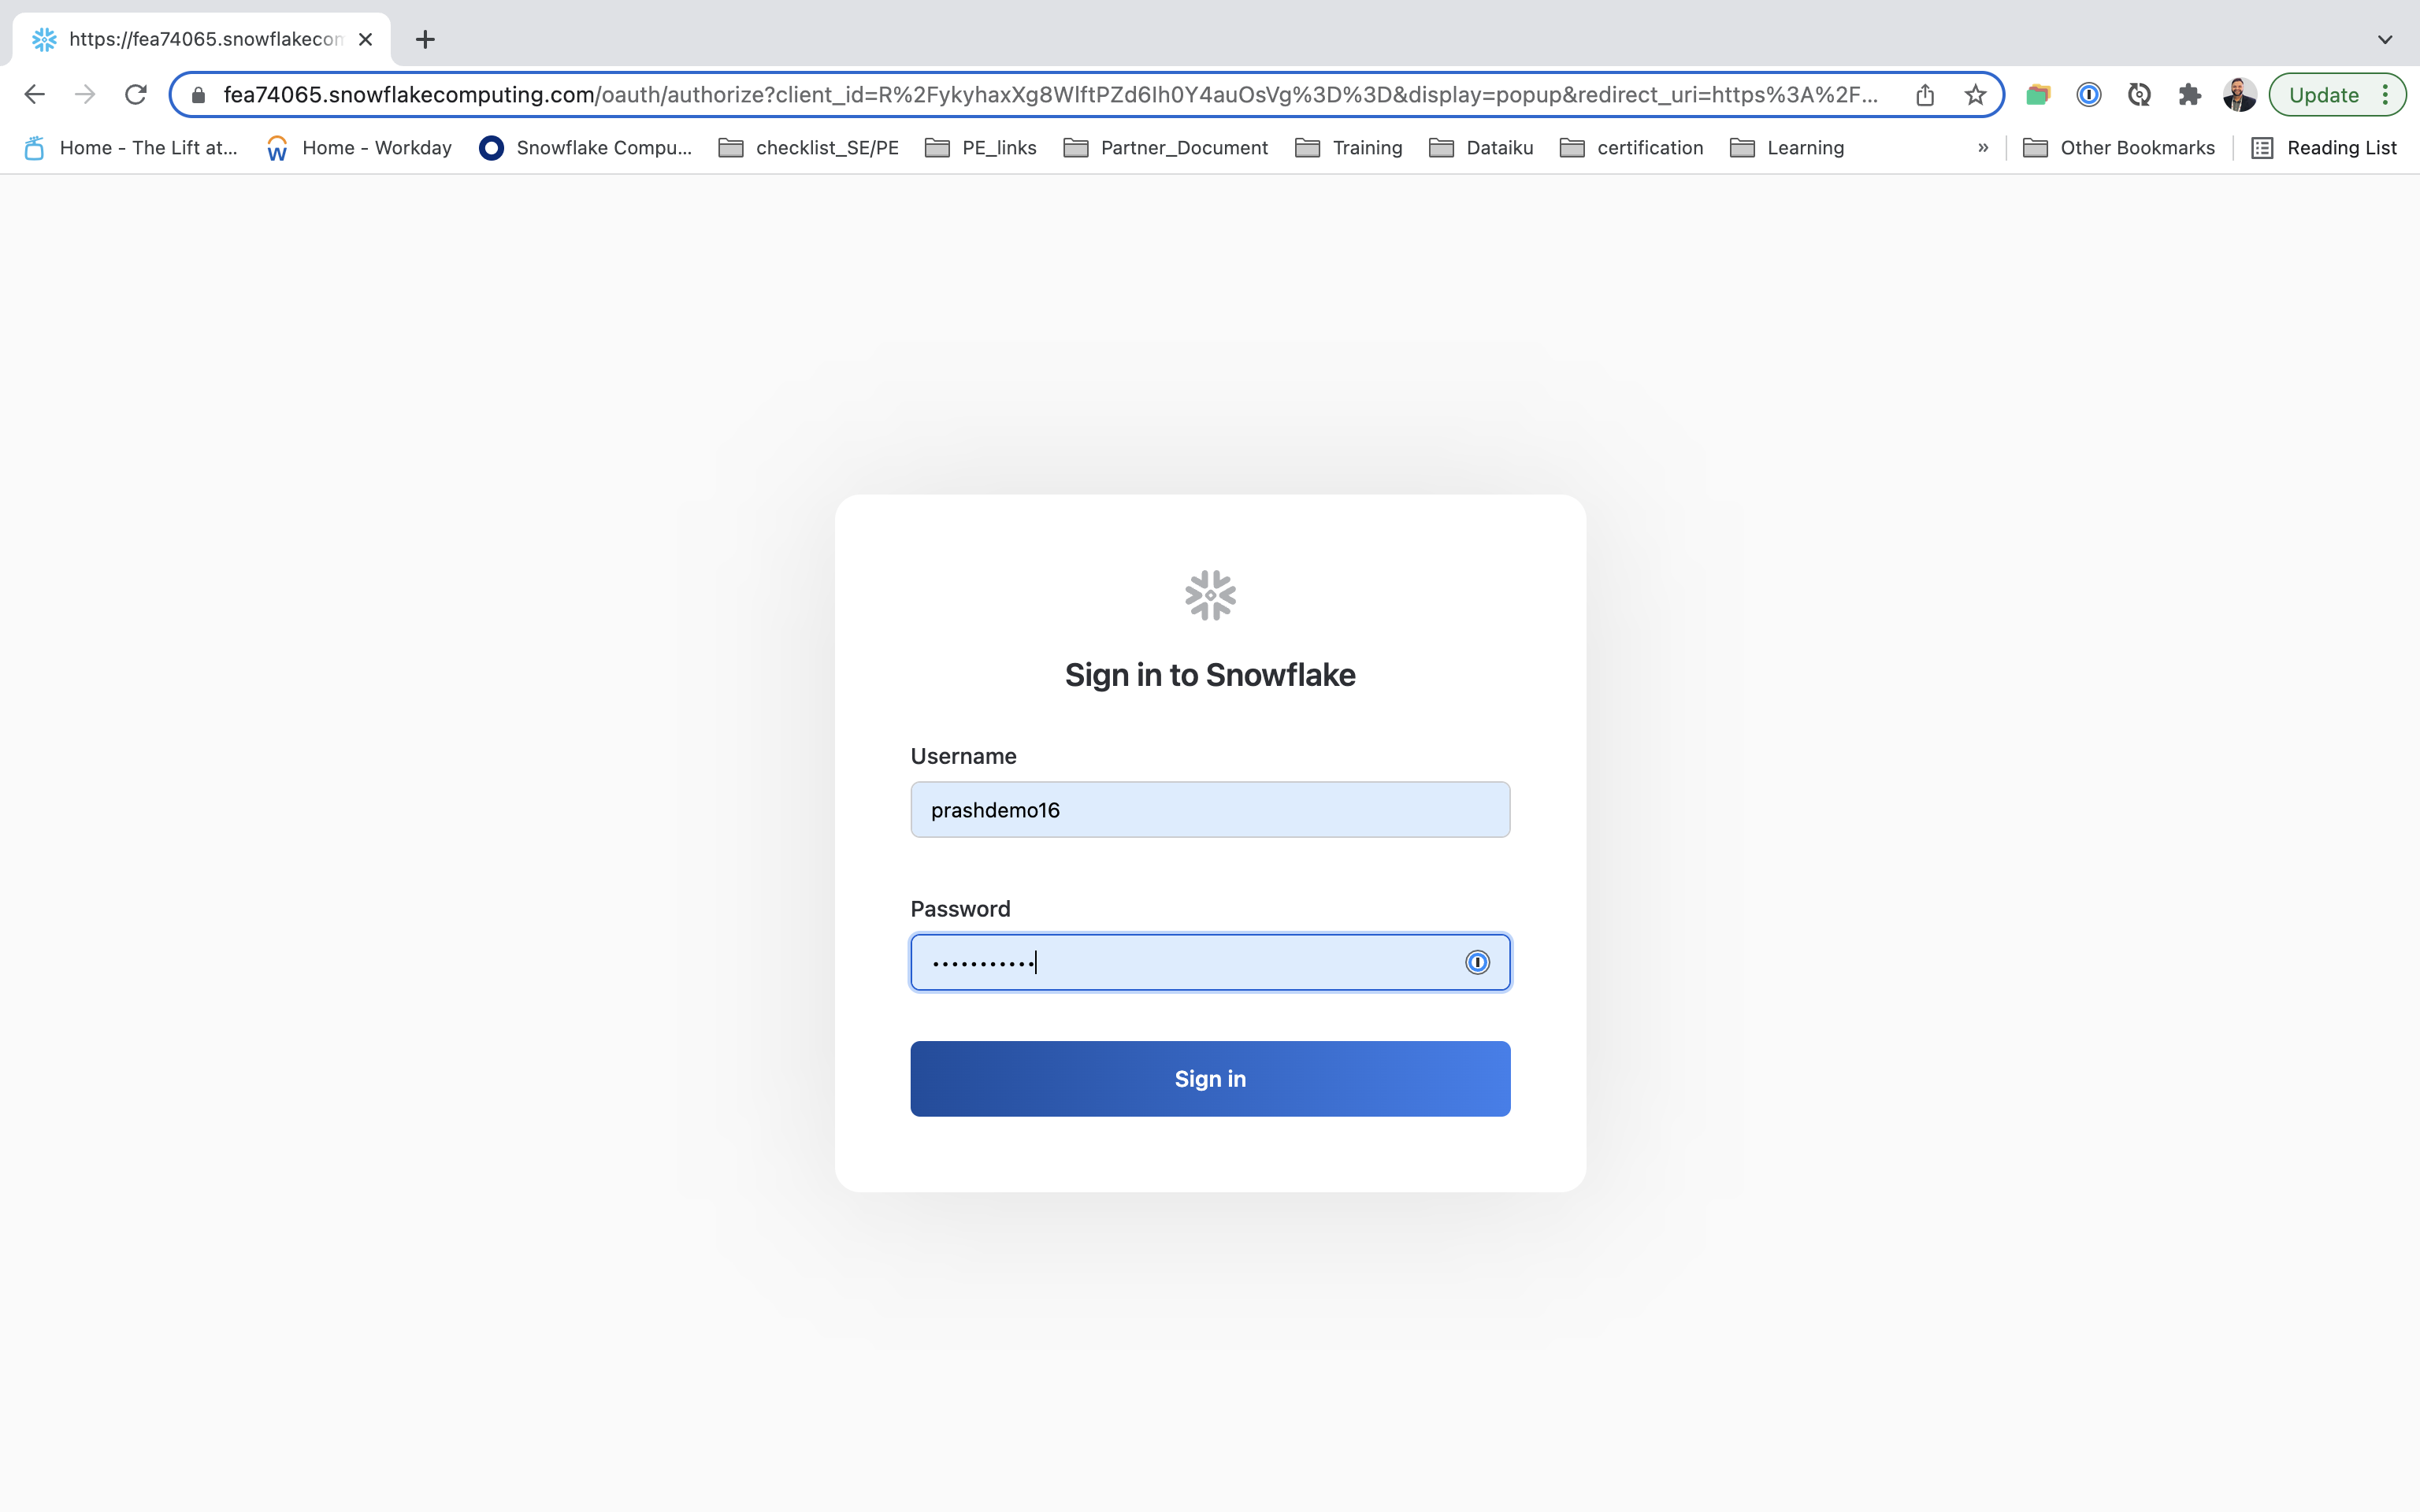 https://fea74065.snowflakecom
fea74065.snowflakecomputing.com/oauth/authorize?client_id=R%2FykyhaxXg8WlftPZd6Ih0Y4auOsVg%3D%3D&display=popup&redirect_uri=https%3A%2F...
Update
Home - The Lift at...
Home - Workday
Snowflake Compu...
checklist_SE/PE
PE_links
Partner_Document
Training
Dataiku
certification
Learning
»
Other Bookmarks
Reading List
Sign in to Snowflake
Username
prashdemo16
Password
•••••••••••
Sign in